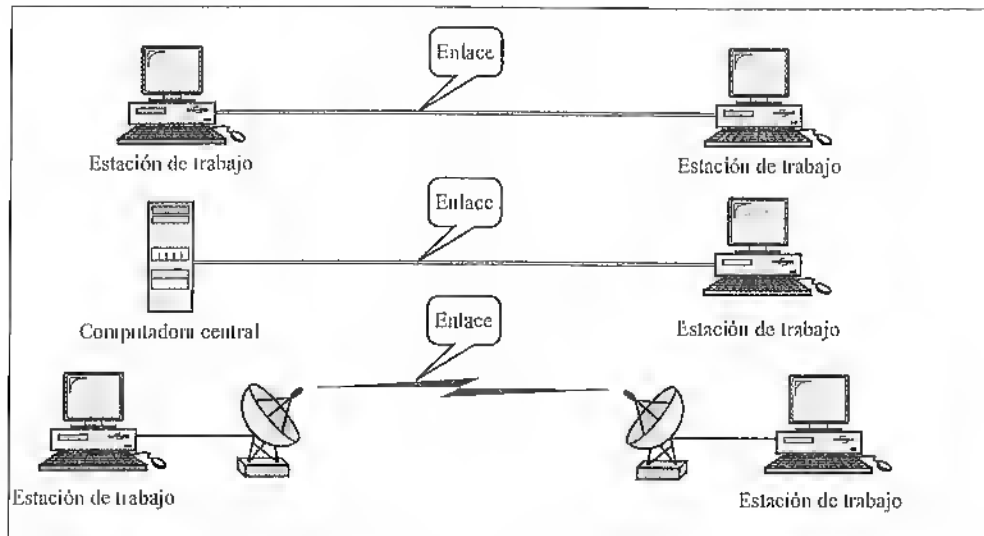 Enlace
Estación de trabajo
Estación de trabajo
Enlace
Computadora central
Estación de trabajo
Enlace
Estación de trabajo
Estación de trabajo